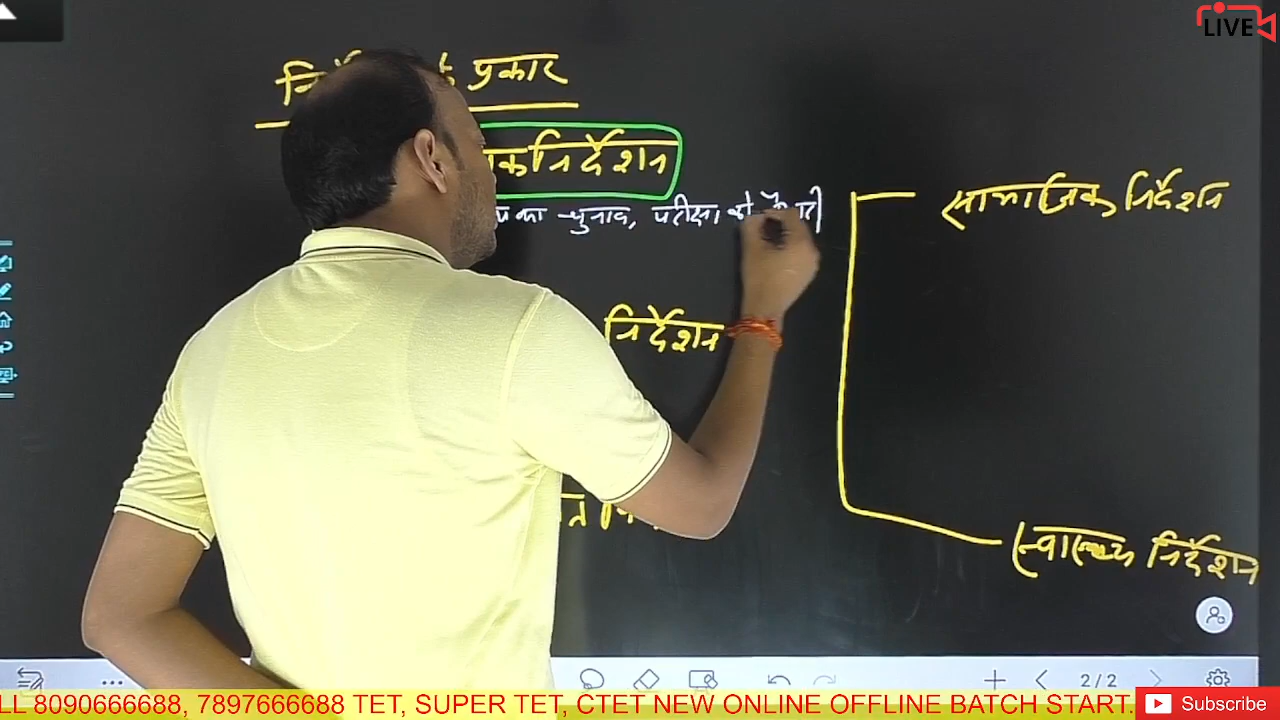 LIVE
के प्रकार
कनिर्देशन
का चुनाव, परीक्षा की
सामाजिक निर्देशन
निर्देशन
स्वास्थ्य निर्देशन
2/2
LL 8090666688, 7897666688 TET, SUPER TET, CTET NEW ONLINE OFFLINE BATCH START.
Subscribe